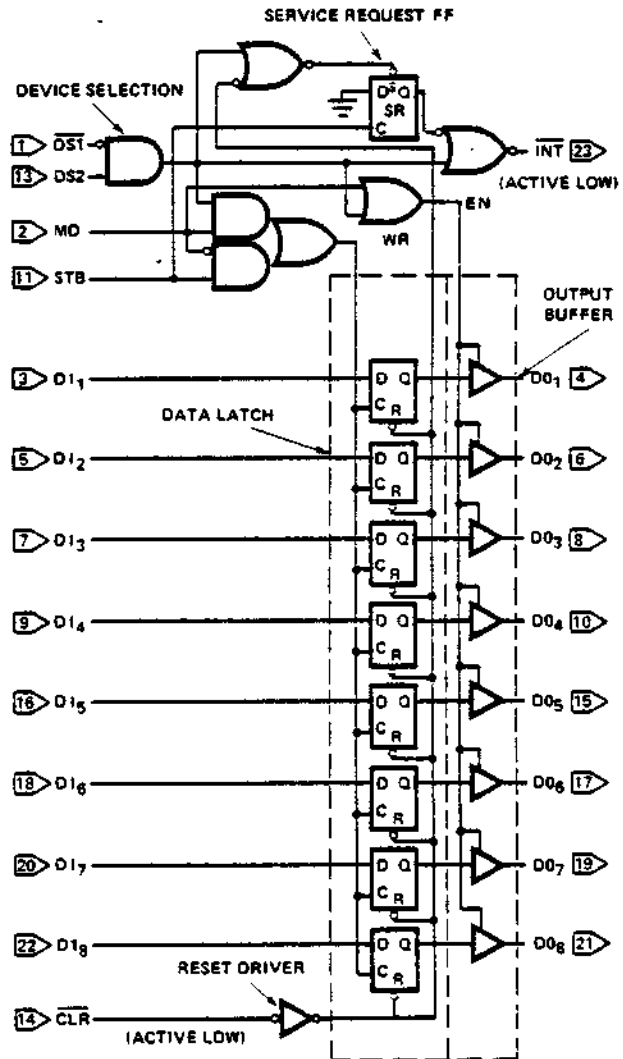 SERVICE REQUEST FF
DEVICE SELECTION
D S Q
SR
C
1 DS1
13 DS2
INT 23
(ACTIVE LOW)
EN
2 MD
WR
11 STB
OUTPUT BUFFER
3 DI1 D Q C R DO1 4
DATA LATCH
5 DI2 D Q C R DO2 6
7 DI3 D Q C R DO3 8
9 DI4 D Q C R DO4 10
16 DI5 D Q C R DO5 15
18 DI6 D Q C R DO6 17
20 DI7 D Q C R DO7 19
22 DI8 D Q C R DO8 21
RESET DRIVER
14 CLR
(ACTIVE LOW)